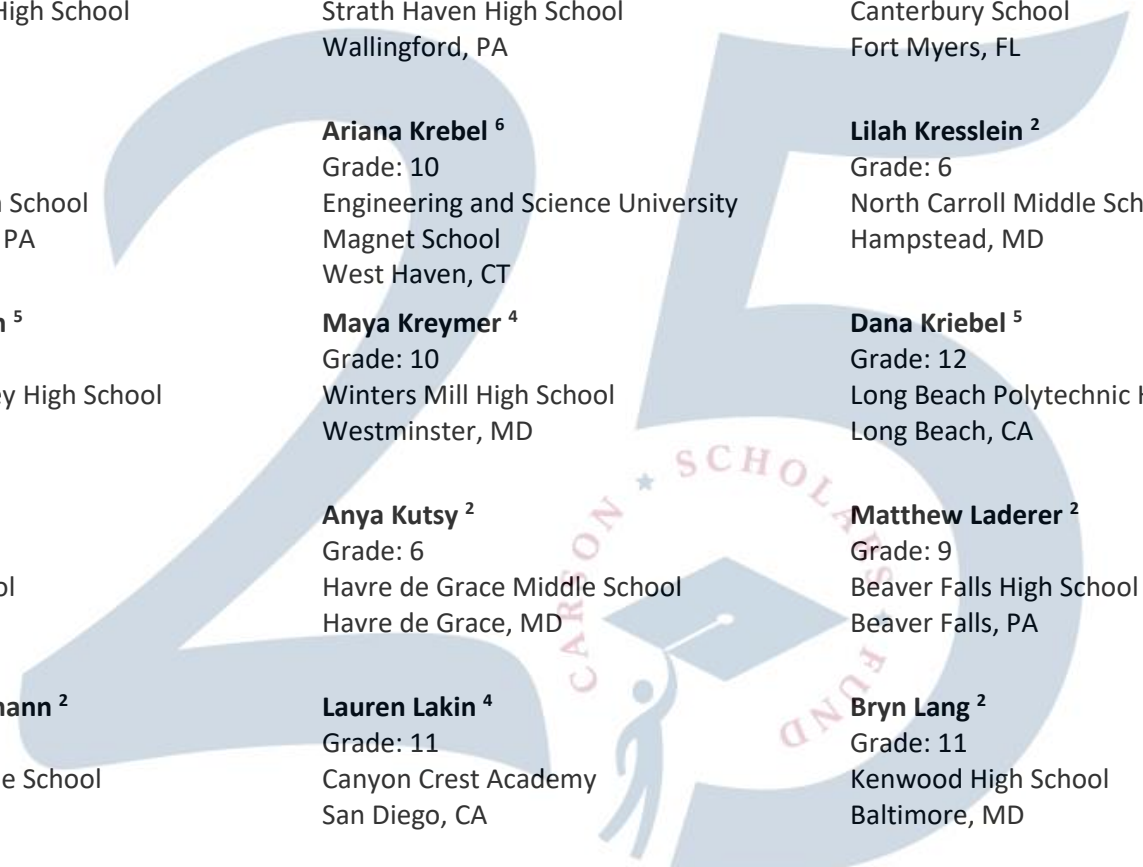 High School
School
PA
5
High School
2
School
Strath Haven High School
Wallingford, PA
Ariana Krebel 6
Grade: 10
Engineering and Science University
Magnet School
West Haven, CT
Maya Kreymer 4
Grade: 10
Winters Mill High School
Westminster, MD
Anya Kutsy 2
Grade: 6
Havre de Grace Middle School
Havre de Grace, MD
Lauren Lakin 4
Grade: 11
Canyon Crest Academy
San Diego, CA
Canterbury School
Fort Myers, FL
Lilah Kresslein 2
Grade: 6
North Carroll Middle Sch
Hampstead, MD
Dana Kriebel 5
Grade: 12
Long Beach Polytechnic
Long Beach, CA
Matthew Laderer 2
Grade: 9
Beaver Falls High School
Beaver Falls, PA
Bryn Lang 2
Grade: 11
Kenwood High School
Baltimore, MD
25
CARSON ★ SCHOLARS ★ FUND